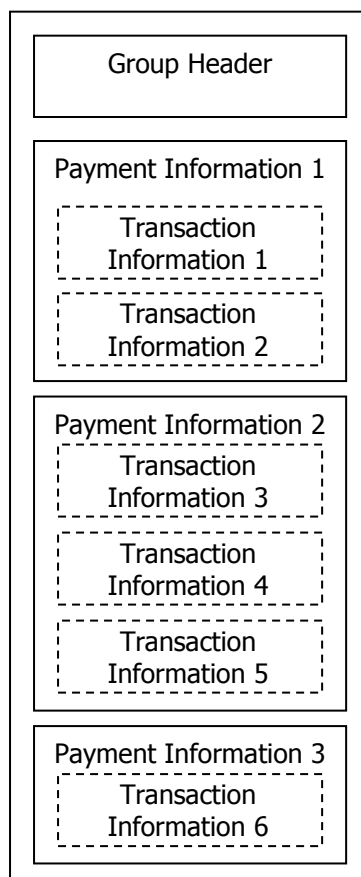 Group Header
Payment Information 1
Transaction
Information 1
Transaction
Information 2
Payment Information 2
Transaction
Information 3
Transaction
Information 4
Transaction
Information 5
Payment Information 3
Transaction
Information 6